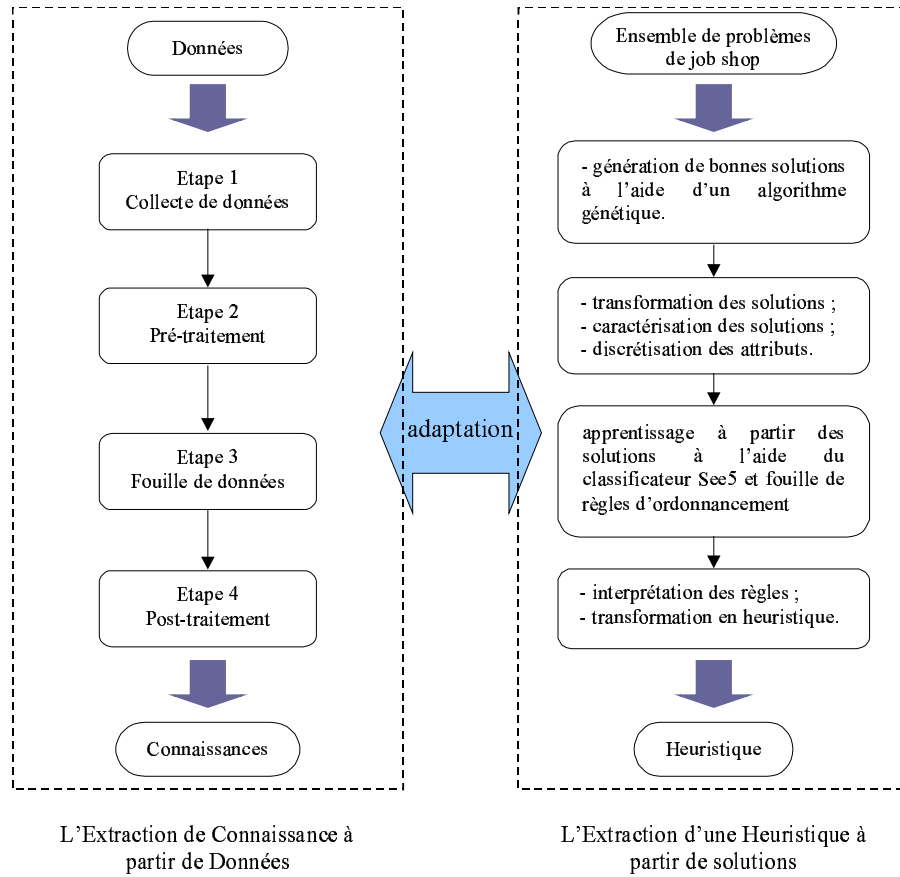 Données
Etape 1
Collecte de données
Etape 2
Pré-traitement
Etape 3
Fouille de données
Etape 4
Post-traitement
Connaissances
L'Extraction de Connaissance à
partir de Données
adaptation
Ensemble de problèmes
de job shop
- génération de bonnes solutions
à l'aide d'un algorithme
génétique.
- transformation des solutions ;
- caractérisation des solutions ;
- discrétisation des attributs.
apprentissage à partir des
solutions à l'aide du
classificateur See5 et fouille de
règles d'ordonnancement
- interprétation des règles ;
- transformation en heuristique.
Heuristique
L'Extraction d'une Heuristique à
partir de solutions